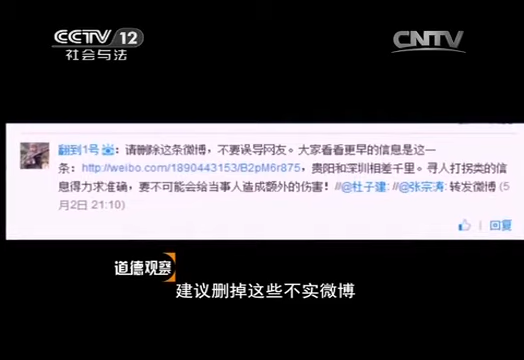 CCTV 12
社会与法
CNTV
翻到1号：请删除这条微博，不要误导网友。大家看看更早的信息是这一
条：http://weibo.com/1890443153/B2pM6r875，贵阳和深圳相差千里。寻人打拐类的信
息得力求准确，要不可能会给当事人造成额外的伤害！//@杜子建：//@张宗涛：转发微博 (5
月2日 21:10)
回复
道德观察
建议删掉这些不实微博